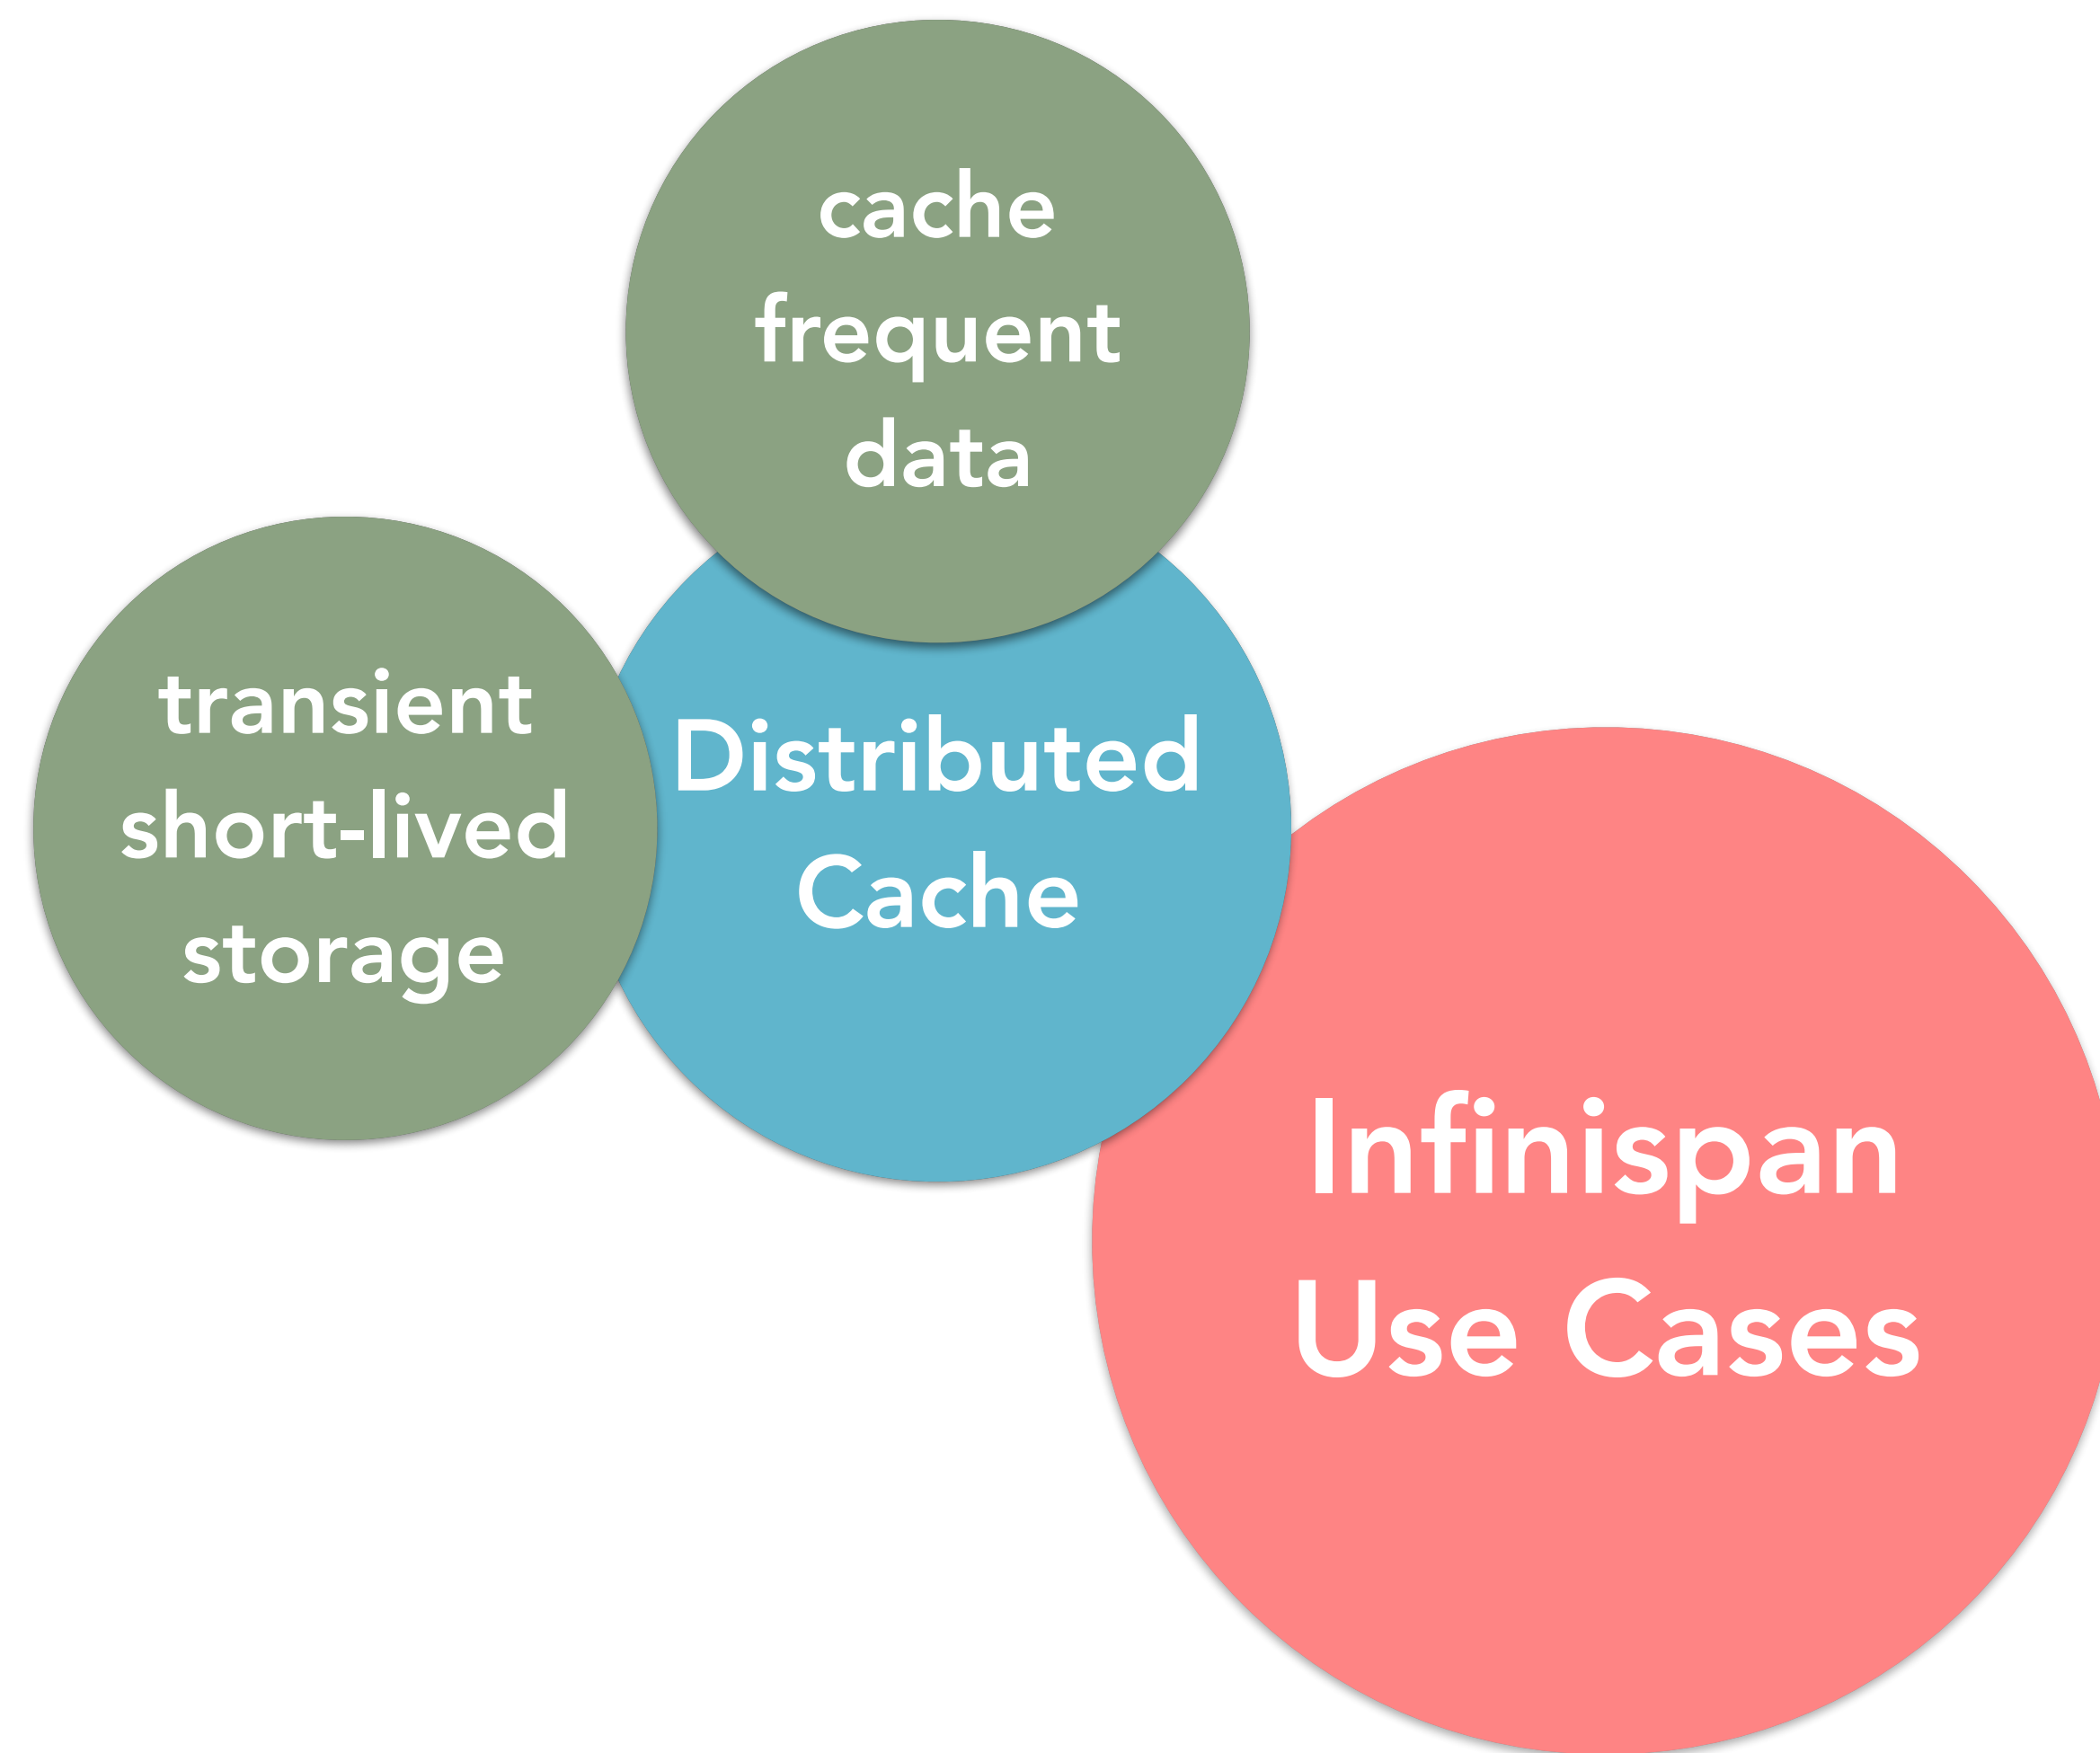 cache
frequent
data
transient
short-lived
storage
Distributed
Cache
Infinispan
Use Cases